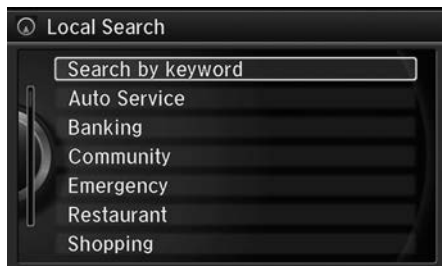 Local Search
Search by keyword
Auto Service
Banking
Community
Emergency
Restaurant
Shopping